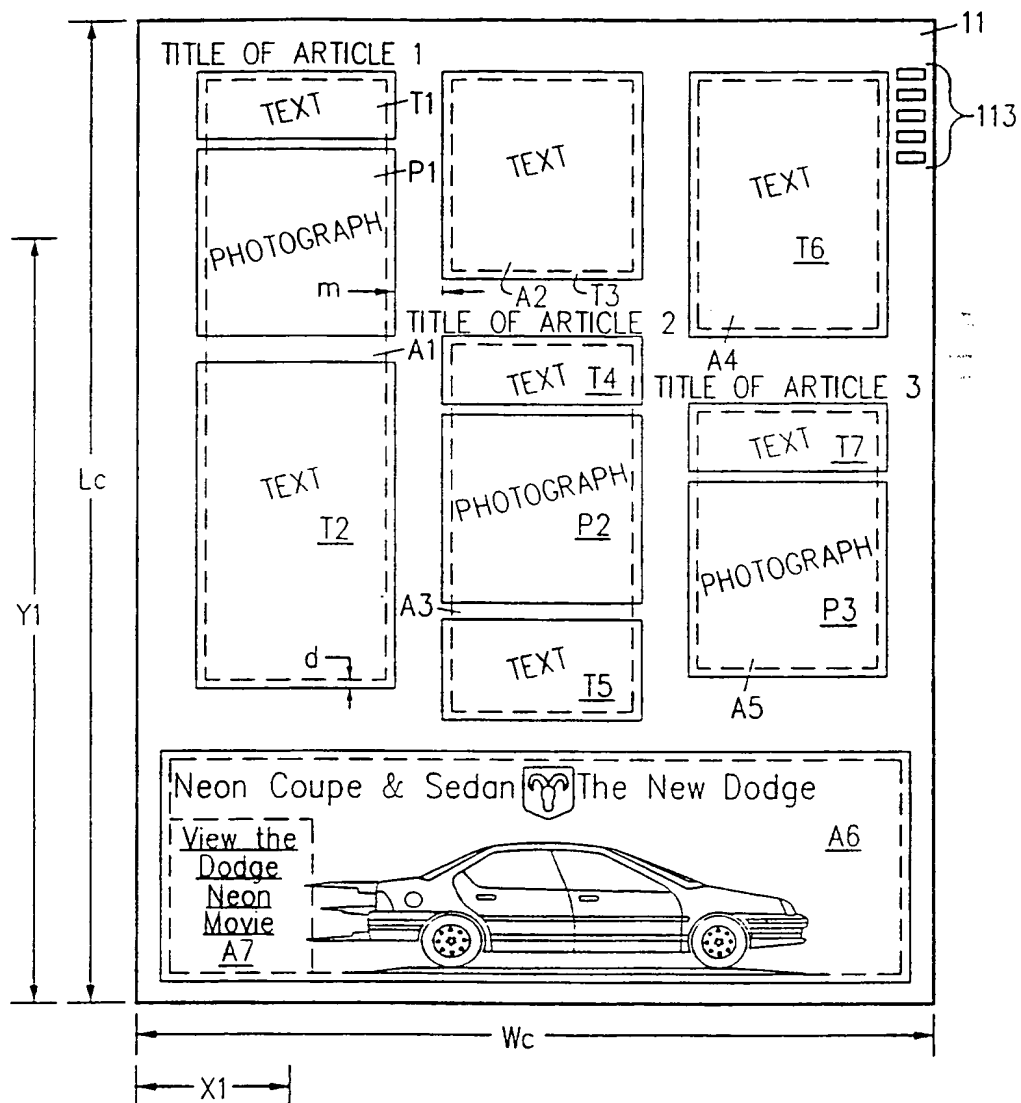 11
TITLE OF ARTICLE 1
TEXT
T1
113
P1
PHOTOGRAPH
m
TEXT
A2
T3
TEXT
T6
A4
TITLE OF ARTICLE 2
A1
TEXT
T4
TITLE OF ARTICLE 3
TEXT
T7
Lc
TEXT
T2
PHOTOGRAPH
P2
PHOTOGRAPH
P3
Y1
A3
d
TEXT
T5
A5
Neon Coupe & Sedan The New Dodge
View the
Dodge
Neon
Movie
A7
A6
Wc
X1